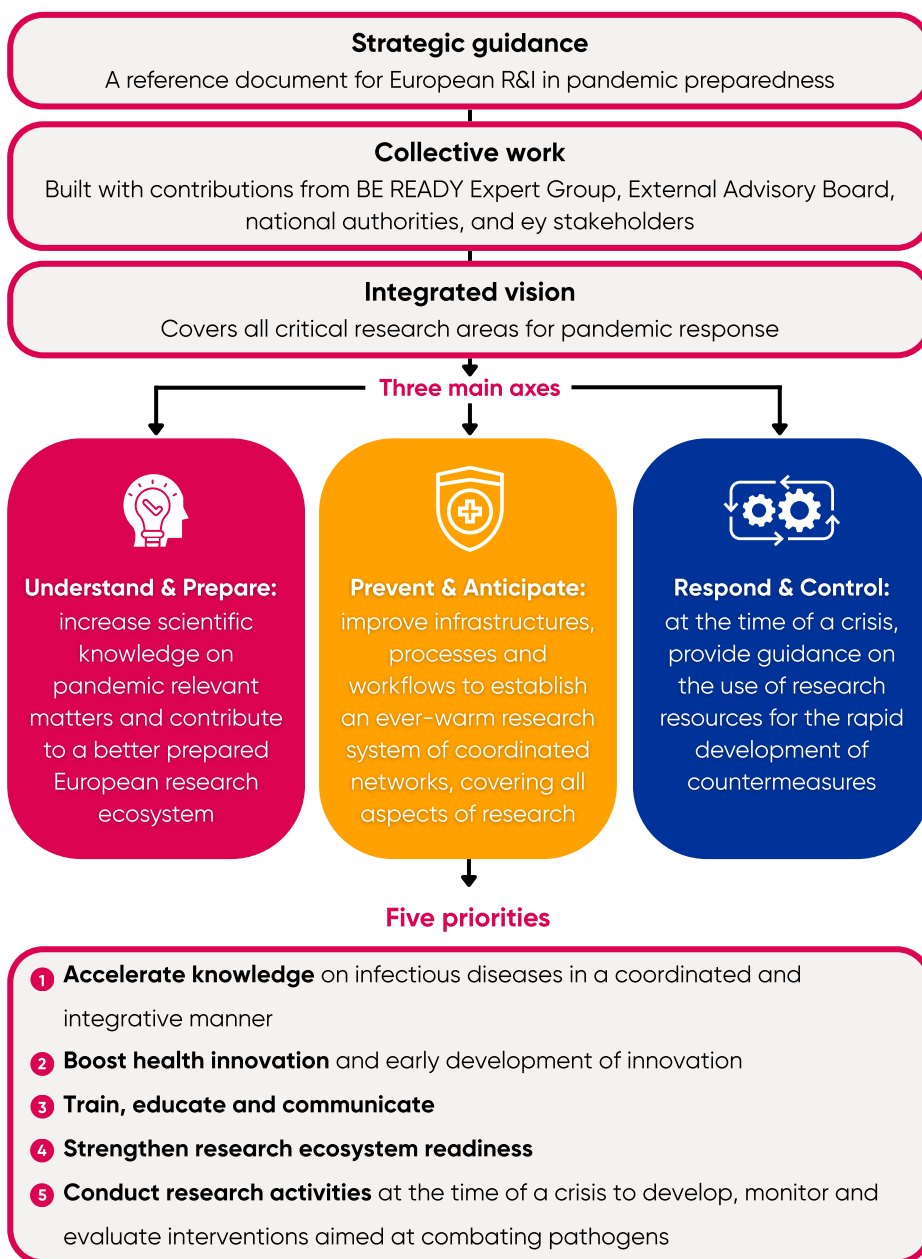 Strategic guidance
A reference document for European R&I in pandemic preparedness
Collective work
Built with contributions from BE READY Expert Group, External Advisory Board,
national authorities, and ey stakeholders
Integrated vision
Covers all critical research areas for pandemic response
Three main axes
Understand & Prepare:
increase scientific
knowledge on
pandemic relevant
matters and contribute
to a better prepared
European research
ecosystem
Prevent & Anticipate:
improve infrastructures,
processes and
workflows to establish
an ever-warm research
system of coordinated
networks, covering all
aspects of research
Respond & Control:
at the time of a crisis,
provide guidance on
the use of research
resources for the rapid
development of
countermeasures
Five priorities
1 Accelerate knowledge on infectious diseases in a coordinated and
integrative manner
2 Boost health innovation and early development of innovation
3 Train, educate and communicate
4 Strengthen research ecosystem readiness
5 Conduct research activities at the time of a crisis to develop, monitor and
evaluate interventions aimed at combating pathogens